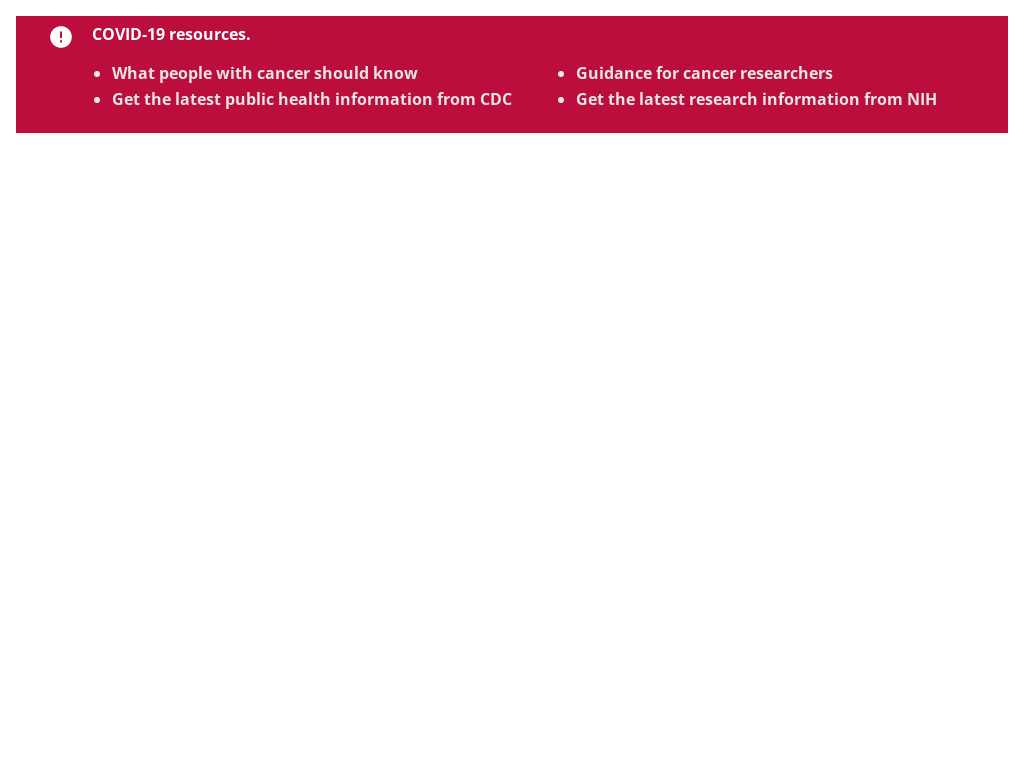 COVID-19 resources.
What people with cancer should know
Get the latest public health information from CDC
Guidance for cancer researchers
Get the latest research information from NIH